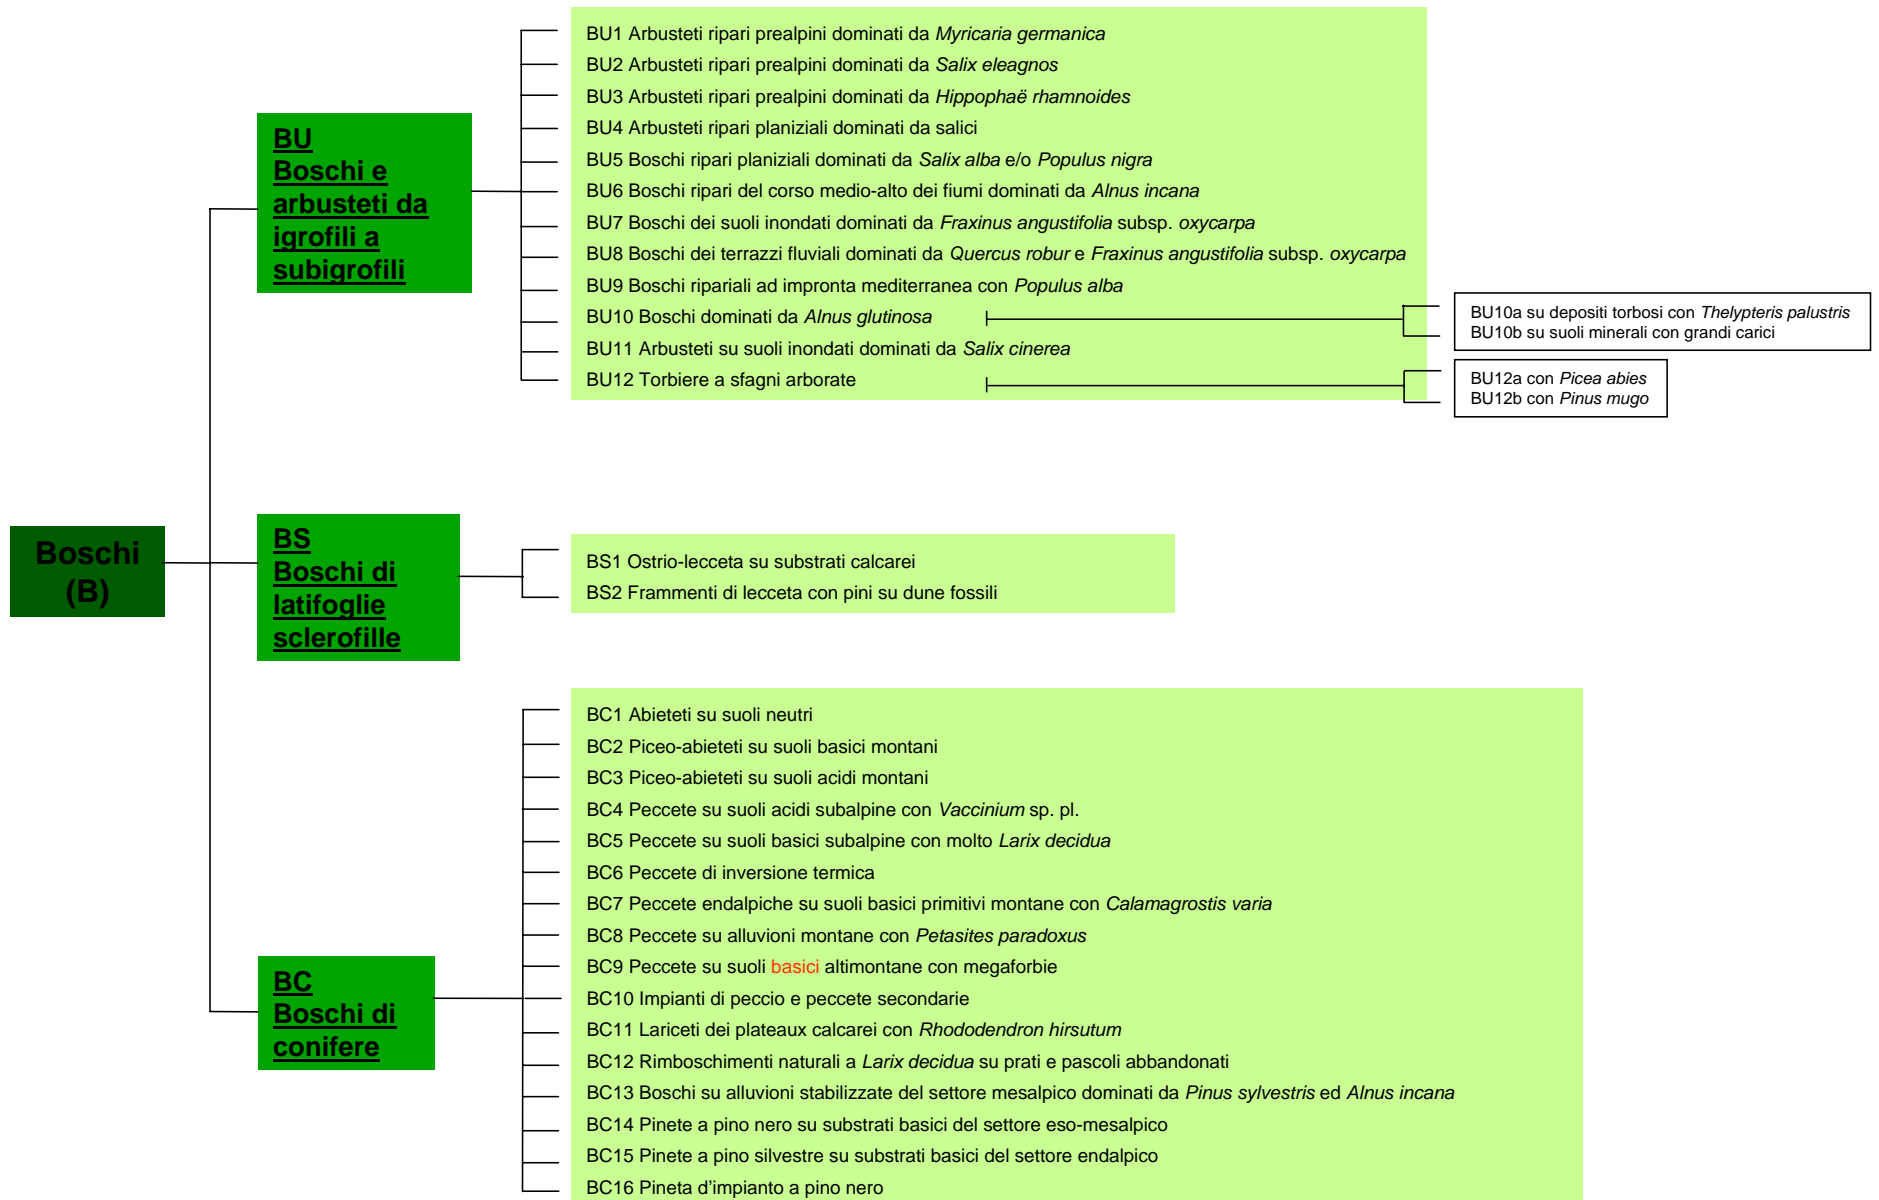 Boschi
(B)
BU
Boschi e
arbusteti da
igrofili a
subigrofili
BU1 Arbusteti ripari prealpini dominati da Myricaria germanica
BU2 Arbusteti ripari prealpini dominati da Salix eleagnos
BU3 Arbusteti ripari prealpini dominati da Hippophaë rhamnoides
BU4 Arbusteti ripari planiziali dominati da salici
BU5 Boschi ripari planiziali dominati da Salix alba e/o Populus nigra
BU6 Boschi ripari del corso medio-alto dei fiumi dominati da Alnus incana
BU7 Boschi dei suoli inondati dominati da Fraxinus angustifolia subsp. oxycarpa
BU8 Boschi dei terrazzi fluviali dominati da Quercus robur e Fraxinus angustifolia subsp. oxycarpa
BU9 Boschi ripariali ad impronta mediterranea con Populus alba
BU10 Boschi dominati da Alnus glutinosa
BU11 Arbusteti su suoli inondati dominati da Salix cinerea
BU12 Torbiere a sfagni arborate
BU10a su depositi torbosi con Thelypteris palustris
BU10b su suoli minerali con grandi carici
BU12a con Picea abies
BU12b con Pinus mugo
BS
Boschi di
latifoglie
sclerofille
BS1 Ostrio-lecceta su substrati calcarei
BS2 Frammenti di lecceta con pini su dune fossili
BC
Boschi di
conifere
BC1 Abieteti su suoli neutri
BC2 Piceo-abieteti su suoli basici montani
BC3 Piceo-abieteti su suoli acidi montani
BC4 Peccete su suoli acidi subalpine con Vaccinium sp. pl.
BC5 Peccete su suoli basici subalpine con molto Larix decidua
BC6 Peccete di inversione termica
BC7 Peccete endalpiche su suoli basici primitivi montane con Calamagrostis varia
BC8 Peccete su alluvioni montane con Petasites paradoxus
BC9 Peccete su suoli basici altimontane con megaforbie
BC10 Impianti di peccio e peccete secondarie
BC11 Lariceti dei plateaux calcarei con Rhododendron hirsutum
BC12 Rimboschimenti naturali a Larix decidua su prati e pascoli abbandonati
BC13 Boschi su alluvioni stabilizzate del settore mesalpico dominati da Pinus sylvestris ed Alnus incana
BC14 Pinete a pino nero su substrati basici del settore eso-mesalpico
BC15 Pinete a pino silvestre su substrati basici del settore endalpico
BC16 Pineta d'impianto a pino nero